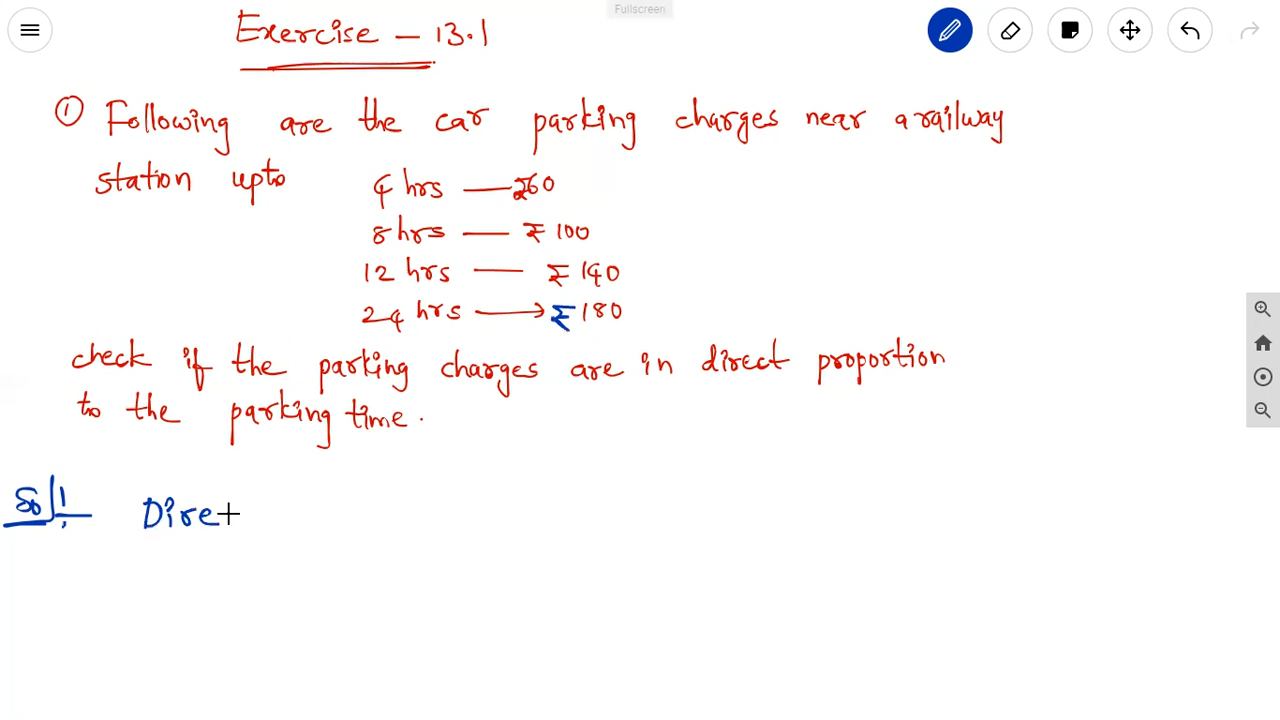 Fullscreen
Exercise - 13.1
① Following are the car parking charges near a railway
station upto 4 hrs — ₹60
8 hrs — ₹ 100
12 hrs — ₹ 140
24 hrs → ₹ 180
check if the parking charges are in direct proportion
to the parking time.
Sol: Dire